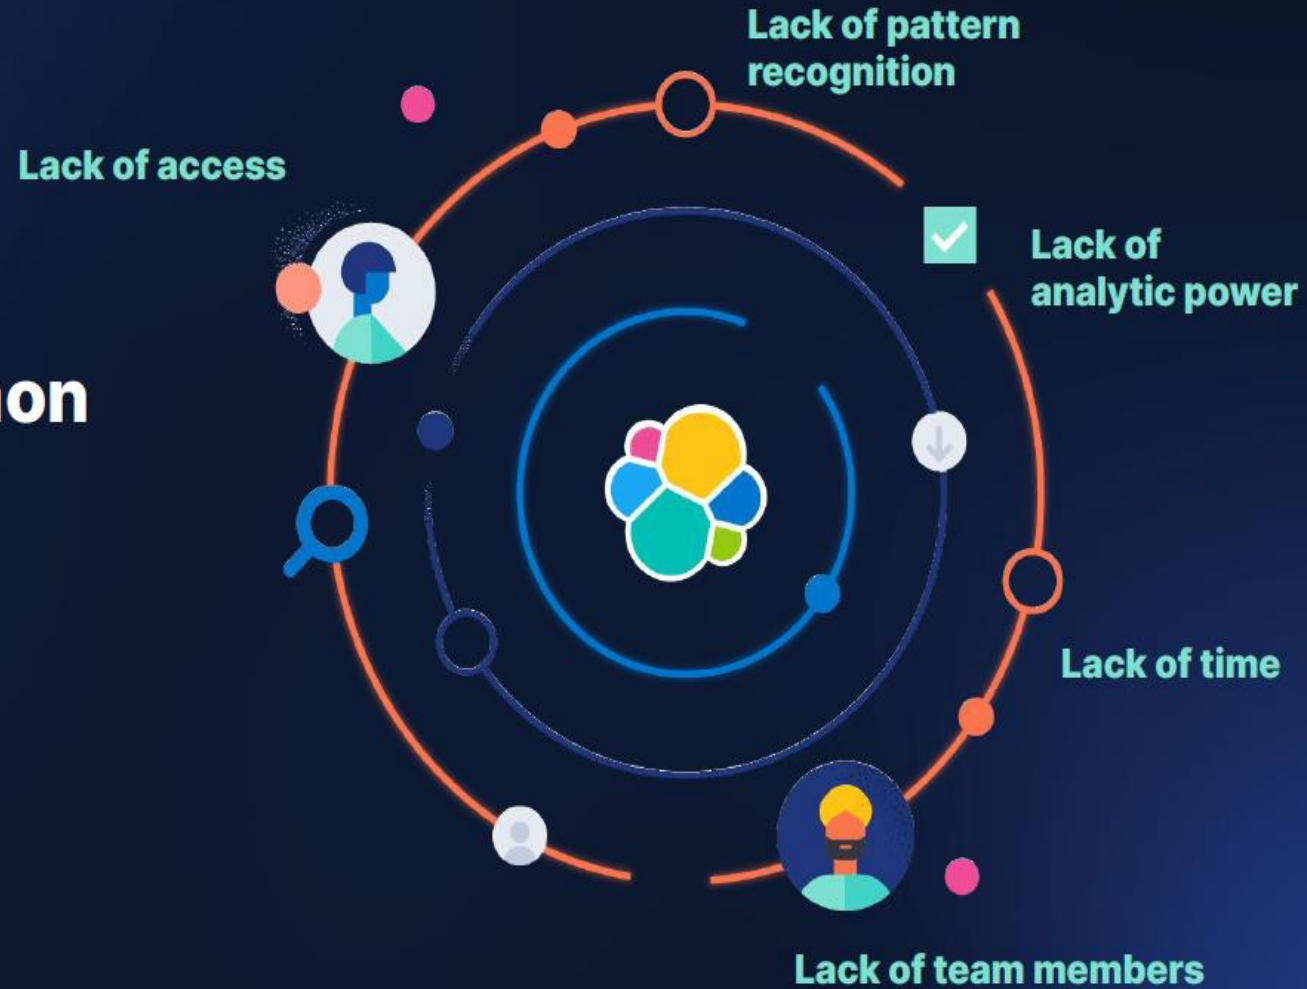 Lack of pattern
recognition
Lack of access
Lack of
analytic power
Lack of time
Lack of team members